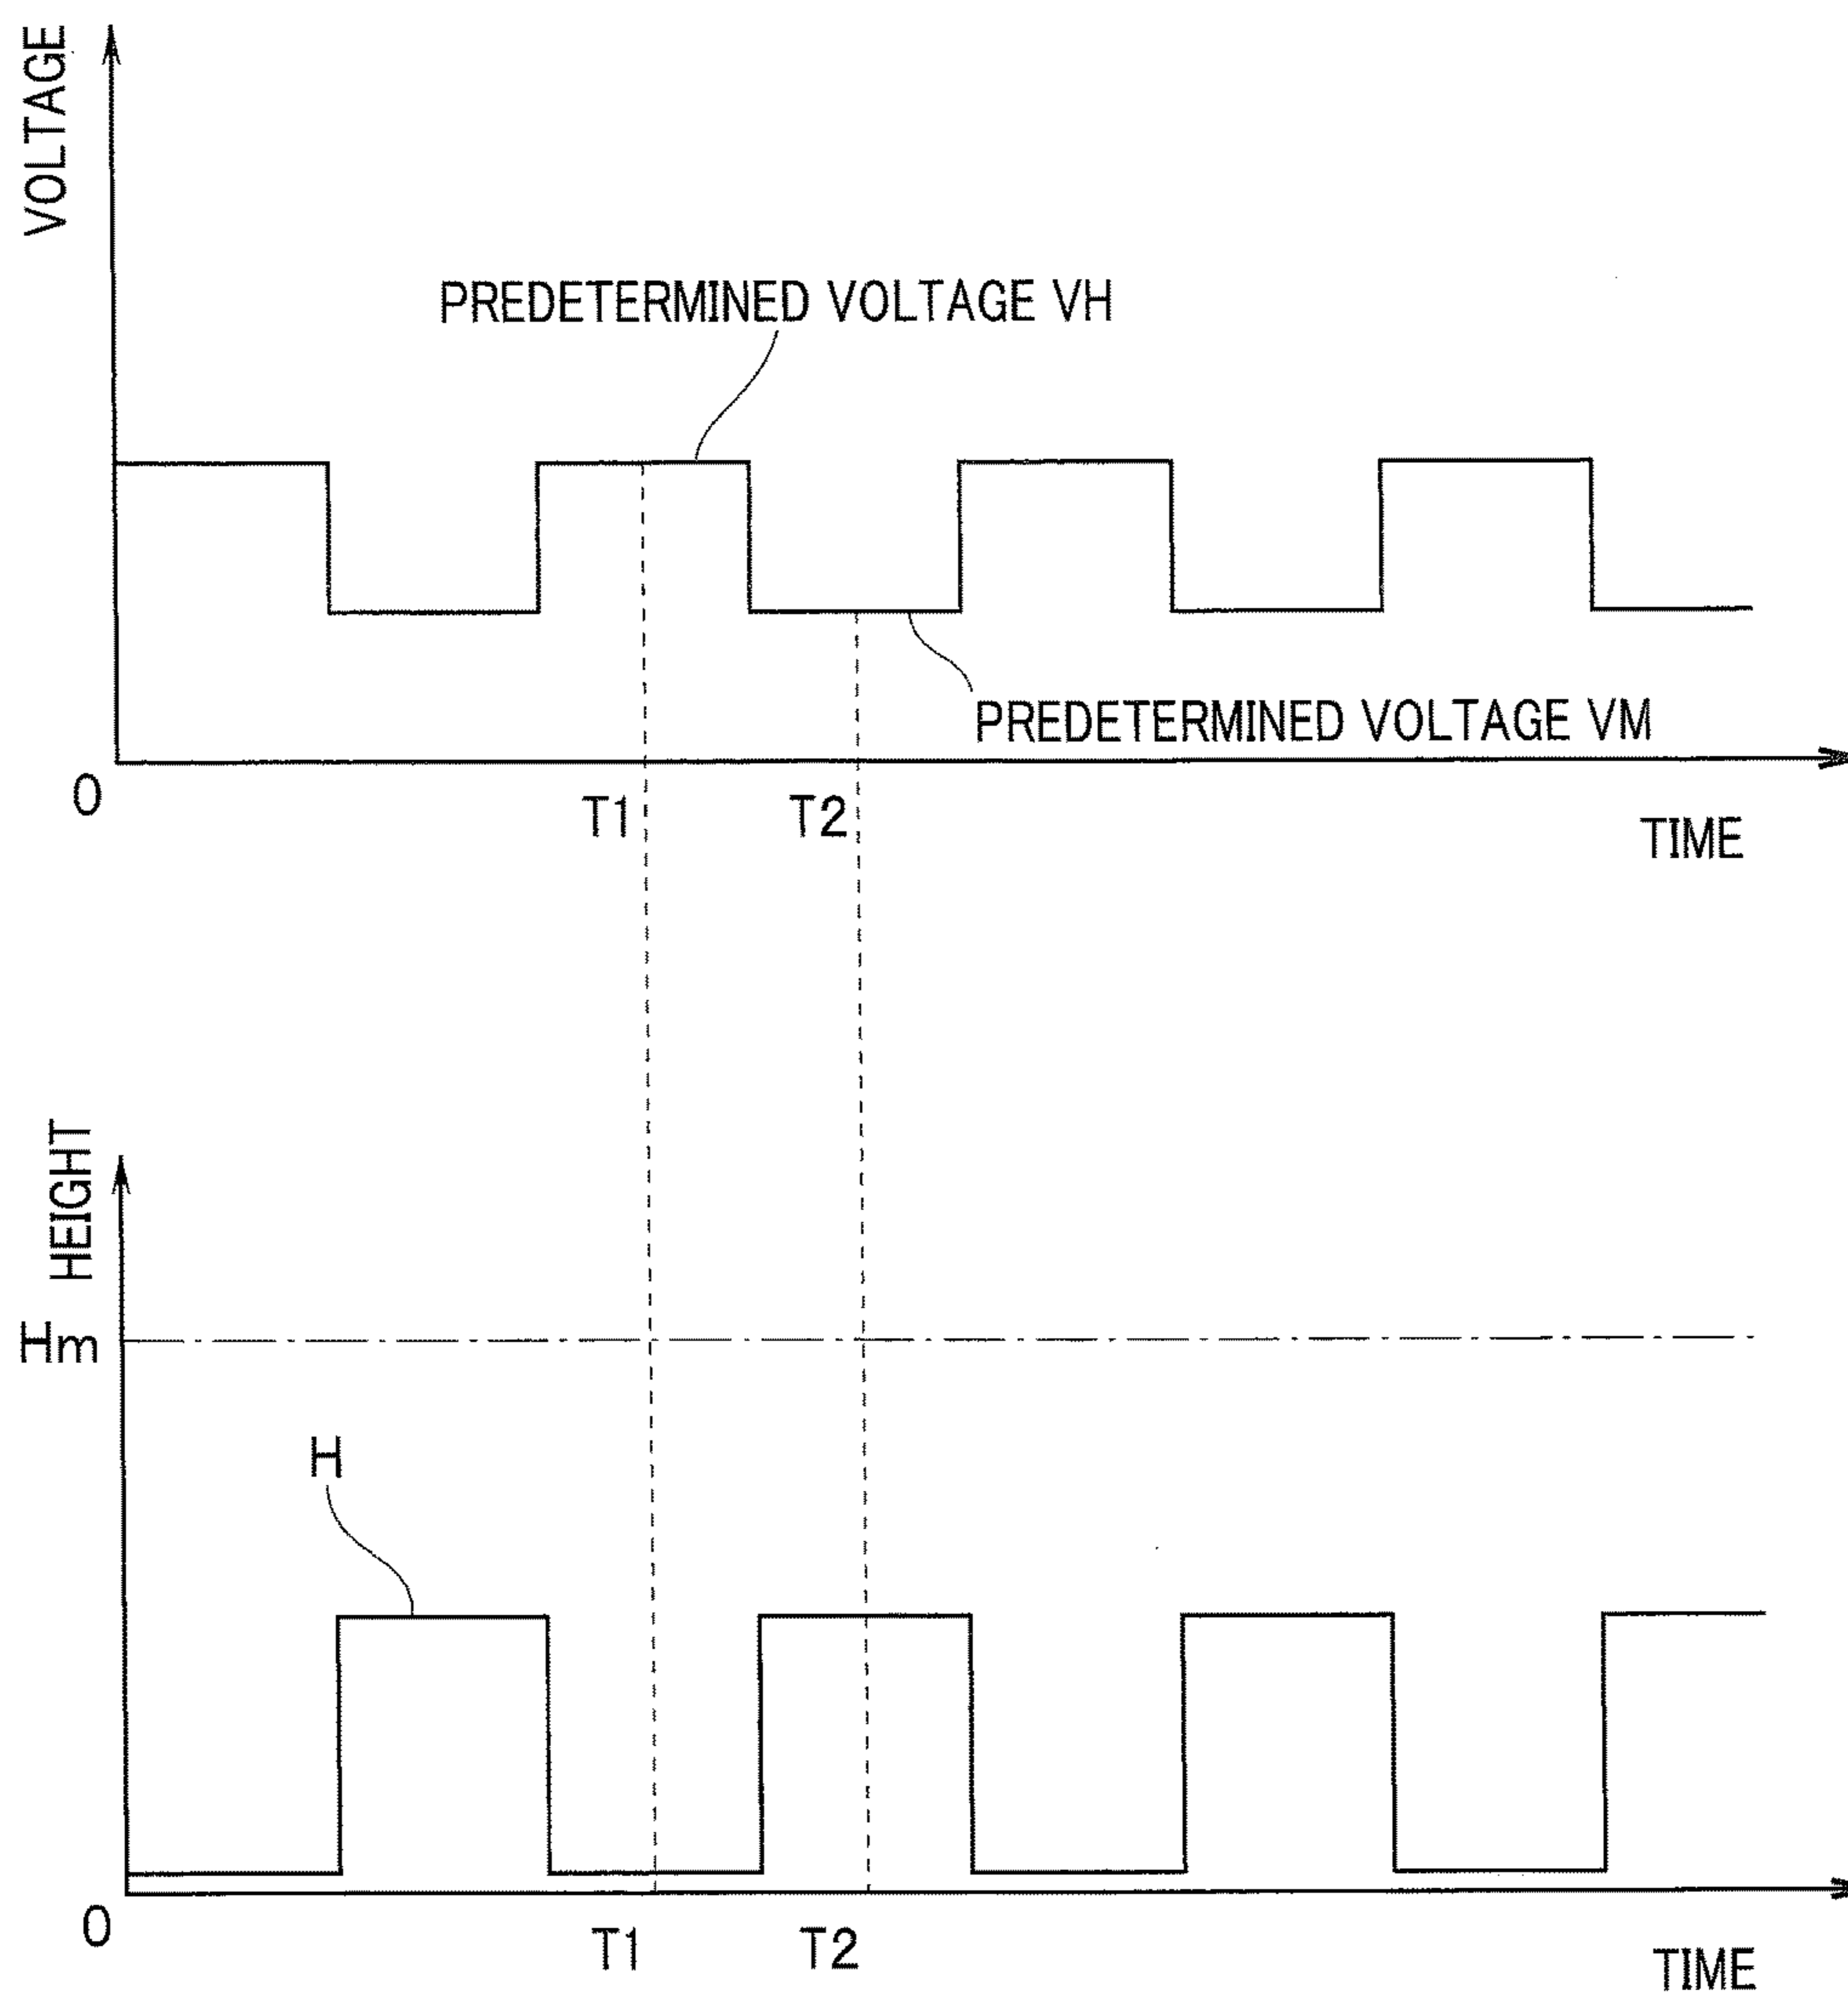 VOLTAGE
PREDETERMINED VOLTAGE VH
PREDETERMINED VOLTAGE VM
0
T1
T2
TIME
HEIGHT
Hm
H
0
T1
T2
TIME